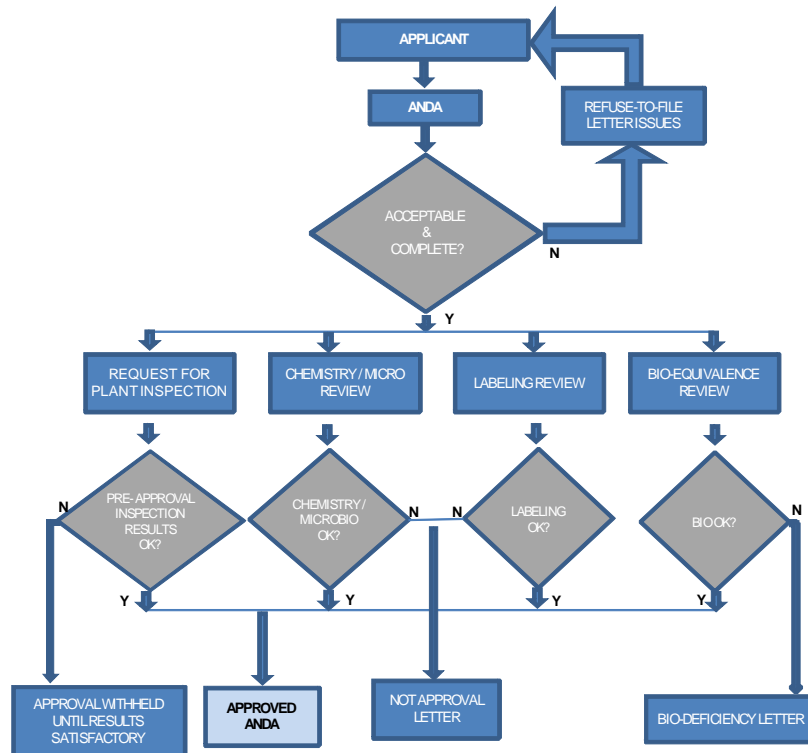 APPLICANT
ANDA
REFUSE-TO-FILE
LETTER ISSUES
ACCEPTABLE
&
COMPLETE?
N
Y
REQUEST FOR
PLANT INSPECTION
CHEMISTRY / MICRO
REVIEW
LABELING REVIEW
BIO-EQUIVALENCE
REVIEW
N
PRE- APPROVAL
INSPECTION
RESULTS
OK?
CHEMISTRY /
MICROBIO
OK?
N
N
LABELING
OK?
BIO OK?
N
Y
Y
Y
Y
APPROVAL WITHHELD
UNTIL RESULTS
SATISFACTORY
APPROVED
ANDA
NOT APPROVAL
LETTER
BIO-DEFICIENCY LETTER